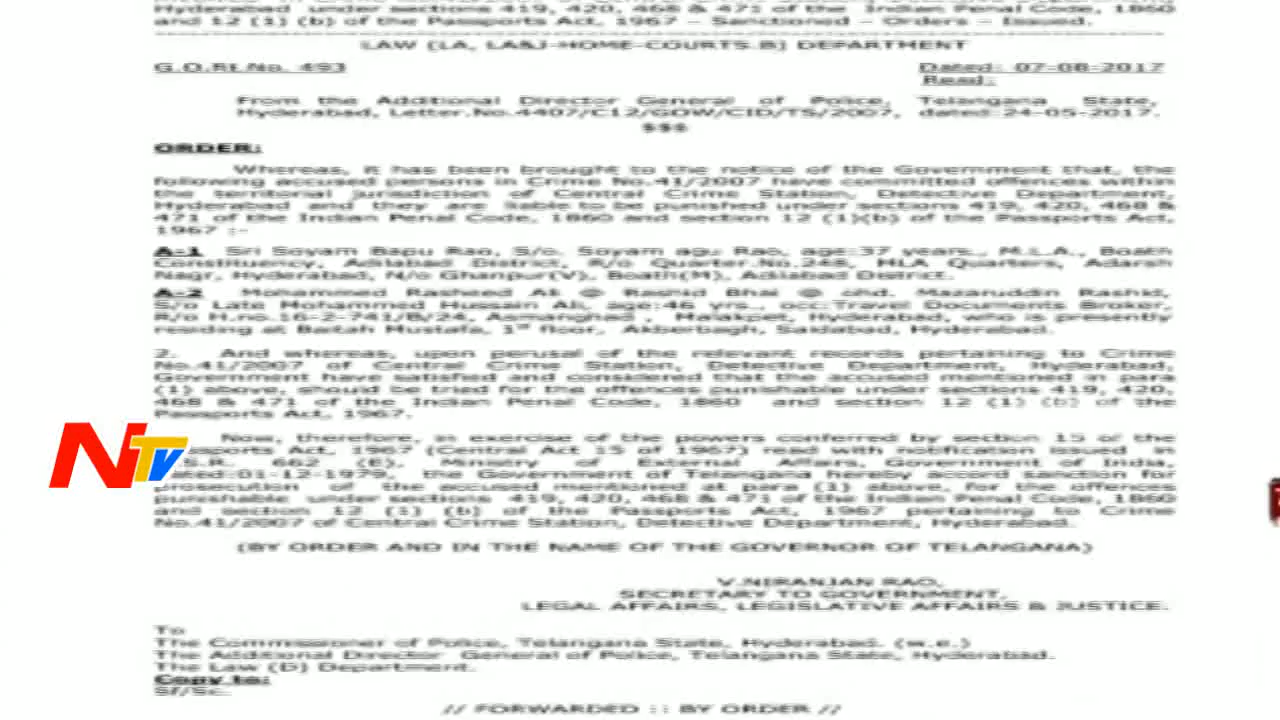 Hyderabad under sections 419, 420, 468 & 471 of the Indian Penal Code, 1860
and 12 (1) (b) of the Passports Act, 1967 – Sanctioned – Orders – Issued.
LAW (LA, LA&J-HOME-COURTS.B) DEPARTMENT
G.O.Rt.No. 493
Dated: 07-08-2017
Read:
From the Additional Director General of Police, Telangana State,
Hyderabad, Letter.No.4407/C12/GOW/CID/TS/2007, dated:24-05-2017.
$$$
ORDER:
Whereas, it has been brought to the notice of the Government that, the
following accused persons in Crime No.41/2007 have committed offences within
the territorial jurisdiction of Central Crime Station, Detective Department,
Hyderabad and they are liable to be punished under sections 419, 420, 468 &
471 of the Indian Penal Code, 1860 and section 12 (1)(b) of the Passports Act,
1967 :-
A-1 Sri Soyam Bapu Rao, S/o. Soyam Rao, age:37 years., M.L.A., Boath
Constituency, Adilabad District, R/o Quarter.No.248, MLA Quarters, Adarsh
Nagr, Hyderabad, N/o Ghanpur(V), Boath(M), Adilabad District.
A-2 Mohammed Rasheed Ali @ Rashid Bhai @ Mazaruddin Rashid,
S/o Late Mohammed Hussain Ali, age:46 yrs., occ:Travel Documents Broker,
R/o H.no.16-2-741/B/24, Asmanghad , Malakpet, Hyderabad, who is presently
residing at Baitah Mustafa, 1st floor, Akberbagh, Saidabad, Hyderabad.
2. And whereas, upon perusal of the relevant records pertaining to Crime
No.41/2007 of Central Crime Station, Detective Department, Hyderabad,
Government have satisfied and considered that the accused mentioned in para
(1) above, should be tried for the offences punishable under sections 419, 420,
468 & 471 of the Indian Penal Code, 1860 and section 12 (1) (b) of the
Passports Act, 1967.
Now, therefore, in exercise of the powers conferred by section 15 of the
ssports Act, 1967 (Central Act 15 of 1967) read with notification issued in
.S.R. 662 (E), Ministry of External Affairs, Government of India,
ated:01-12-1979, the Government of Telangana hereby accord sanction for
prosecution of the accused mentioned at para (1) above, for the offences
punishable under sections 419, 420, 468 & 471 of the Indian Penal Code, 1860
and section 12 (1) (b) of the Passports Act, 1967 pertaining to Crime
No.41/2007 of Central Crime Station, Detective Department, Hyderabad.
(BY ORDER AND IN THE NAME OF THE GOVERNOR OF TELANGANA)
V.NIRANJAN RAO,
SECRETARY TO GOVERNMENT,
LEGAL AFFAIRS, LEGISLATIVE AFFAIRS & JUSTICE.
To
The Commissioner of Police, Telangana State, Hyderabad. (w.e.)
The Additional Director General of Police, Telangana State, Hyderabad.
The Law (D) Department.
Copy to:
Sf/Sc.
// FORWARDED :: BY ORDER //
NTV